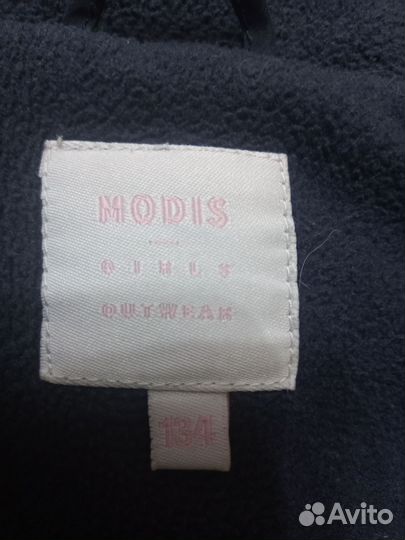 MODIS
GIRLS
OUTWEAR
134
Avito